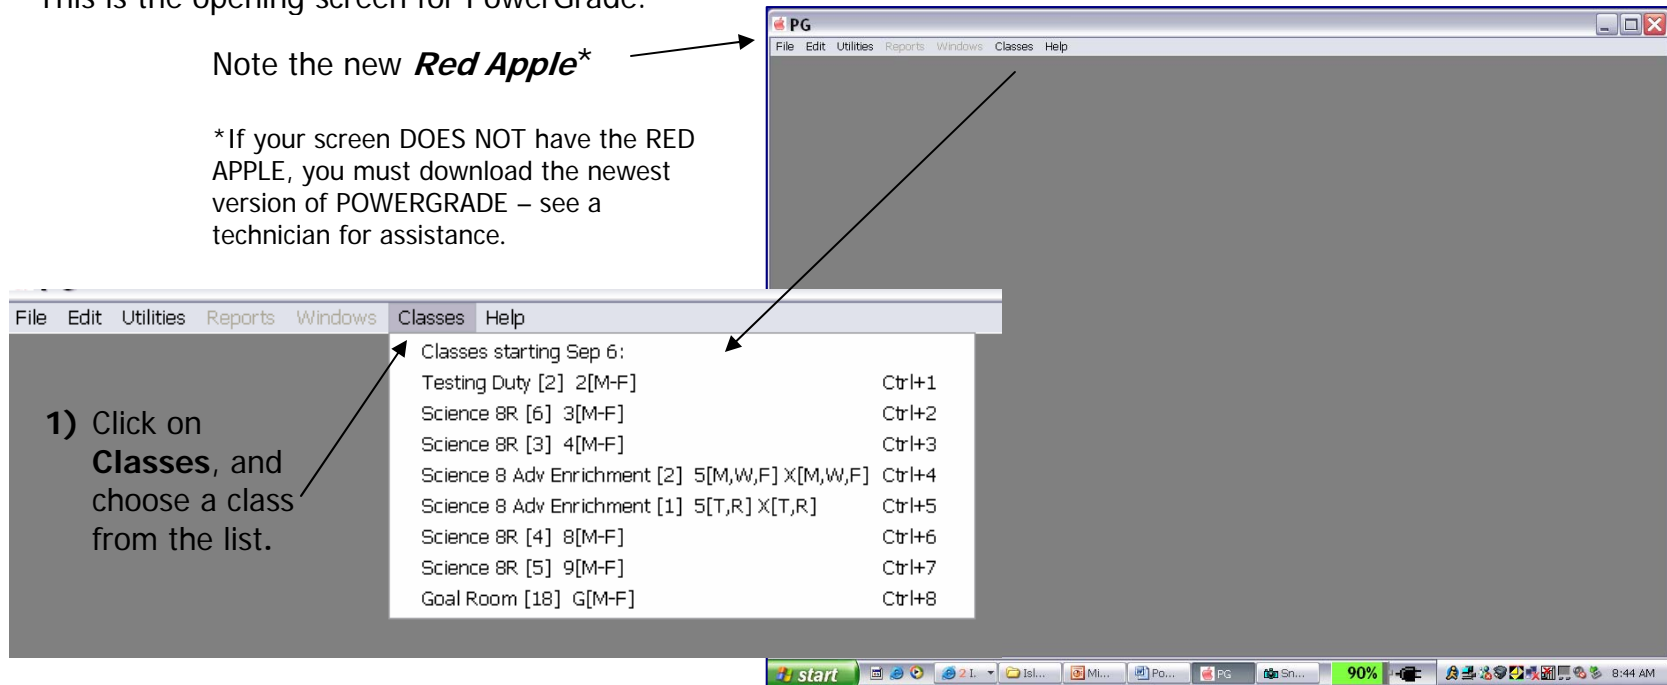 This is the opening screen for PowerGrade.
Note the new Red Apple*
*If your screen DOES NOT have the RED
APPLE, you must download the newest
version of POWERGRADE – see a
technician for assistance.
PG
File Edit Utilities Reports Windows Classes Help
File Edit Utilities Reports Windows Classes Help
Classes starting Sep 6:
Testing Duty [2] 2[M-F] Ctrl+1
Science 8R [6] 3[M-F] Ctrl+2
Science 8R [3] 4[M-F] Ctrl+3
Science 8 Adv Enrichment [2] 5[M,W,F] X[M,W,F] Ctrl+4
Science 8 Adv Enrichment [1] 5[T,R] X[T,R] Ctrl+5
Science 8R [4] 8[M-F] Ctrl+6
Science 8R [5] 9[M-F] Ctrl+7
Goal Room [18] G[M-F] Ctrl+8
1) Click on
Classes, and
choose a class
from the list.
start 2 I... Isl... Mi... Po... PG Sn... 90% 8:44 AM